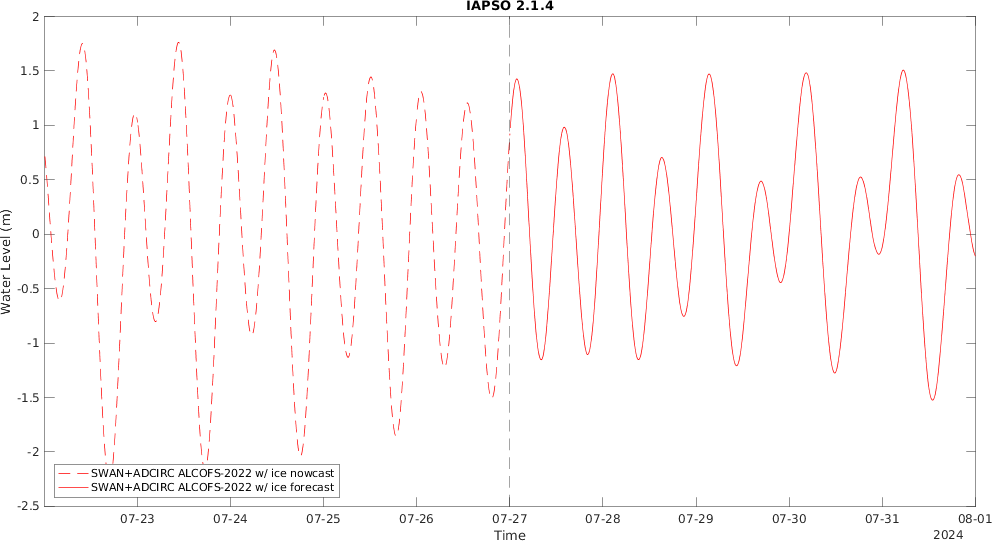 IAPSO 2.1.4
2
1.5
1
0.5
0
-0.5
-1
-1.5
-2
-2.5
Water Level (m)
SWAN+ADCIRC ALCOFS-2022 w/ ice nowcast
SWAN+ADCIRC ALCOFS-2022 w/ ice forecast
07-23 07-24 07-25 07-26 07-27 07-28 07-29 07-30 07-31 08-01
Time
2024